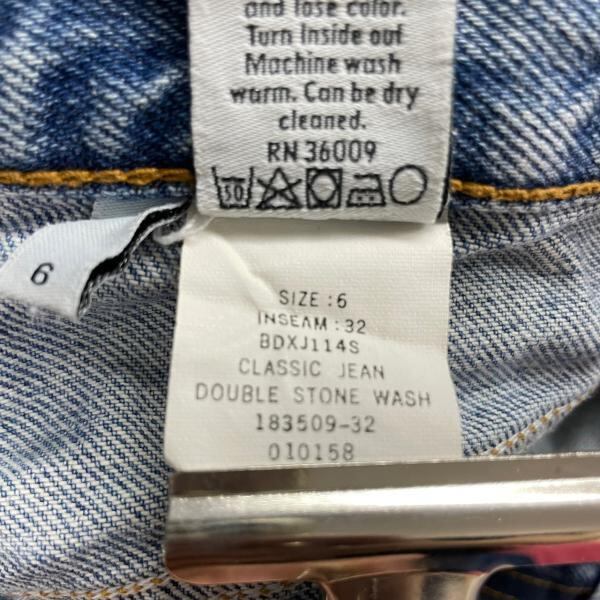 and lose color.
Turn Inside out
Machine wash
warm. Can be dry
cleaned.
RN 36009
50
6
SIZE : 6
INSEAM : 32
BDXJ114S
CLASSIC JEAN
DOUBLE STONE WASH
183509-32
010158